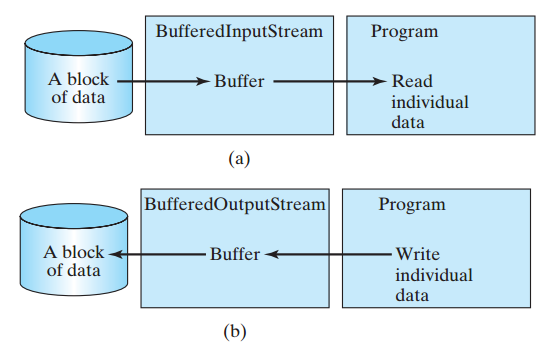 BufferedInputStream
Program
A block
of data
Buffer
Read
individual
data
(a)
BufferedOutputStream
Program
A block
of data
Buffer
Write
individual
data
(b)